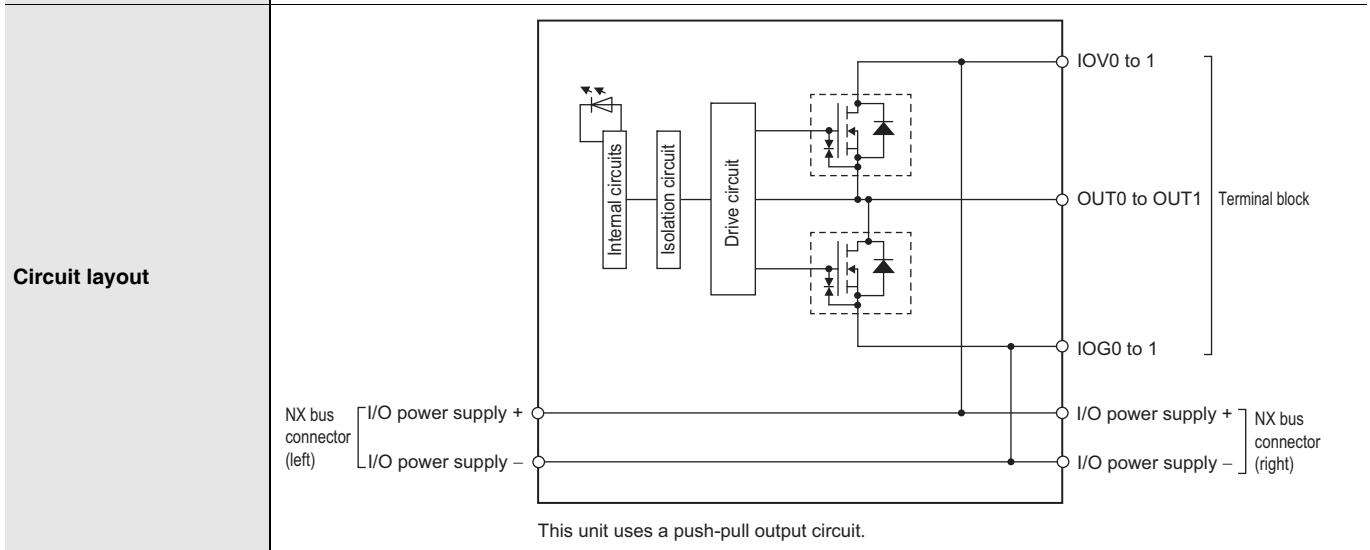 Circuit layout
Internal circuits
Isolation circuit
Drive circuit
IOV0 to 1
OUT0 to OUT1
Terminal block
IOG0 to 1
NX bus
connector
(left)
I/O power supply +
I/O power supply –
I/O power supply +
I/O power supply –
NX bus
connector
(right)
This unit uses a push-pull output circuit.